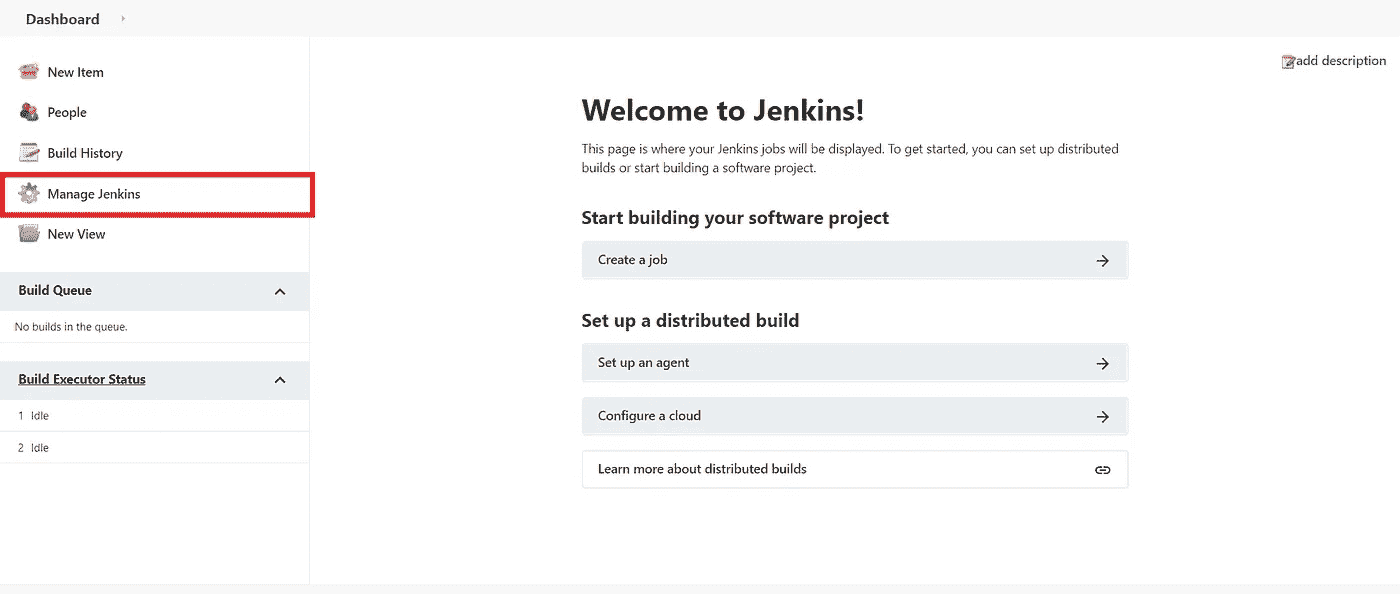 Dashboard
New Item
People
Build History
Manage Jenkins
New View
Build Queue
No builds in the queue.
Build Executor Status
1 Idle
2 Idle
add description
Welcome to Jenkins!
This page is where your Jenkins jobs will be displayed. To get started, you can set up distributed
builds or start building a software project.
Start building your software project
Create a job
Set up a distributed build
Set up an agent
Configure a cloud
Learn more about distributed builds